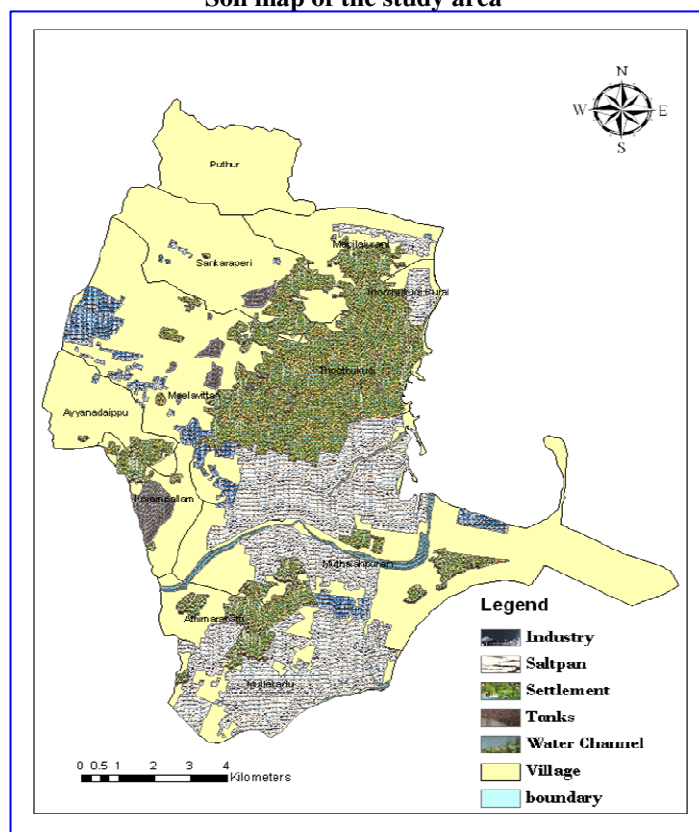 Soil map of the study area
N
W E
S
Puthur
Sankaraperi
Thoothukudi
Meelavittan
Ayyanadaippu
Korampallam
Muthaiahpuram
Athimarapatti
Mullakadu
Legend
Industry
Saltpan
Settlement
Tanks
Water Channel
Village
boundary
0 0.5 1 2 3 4
Kilometers